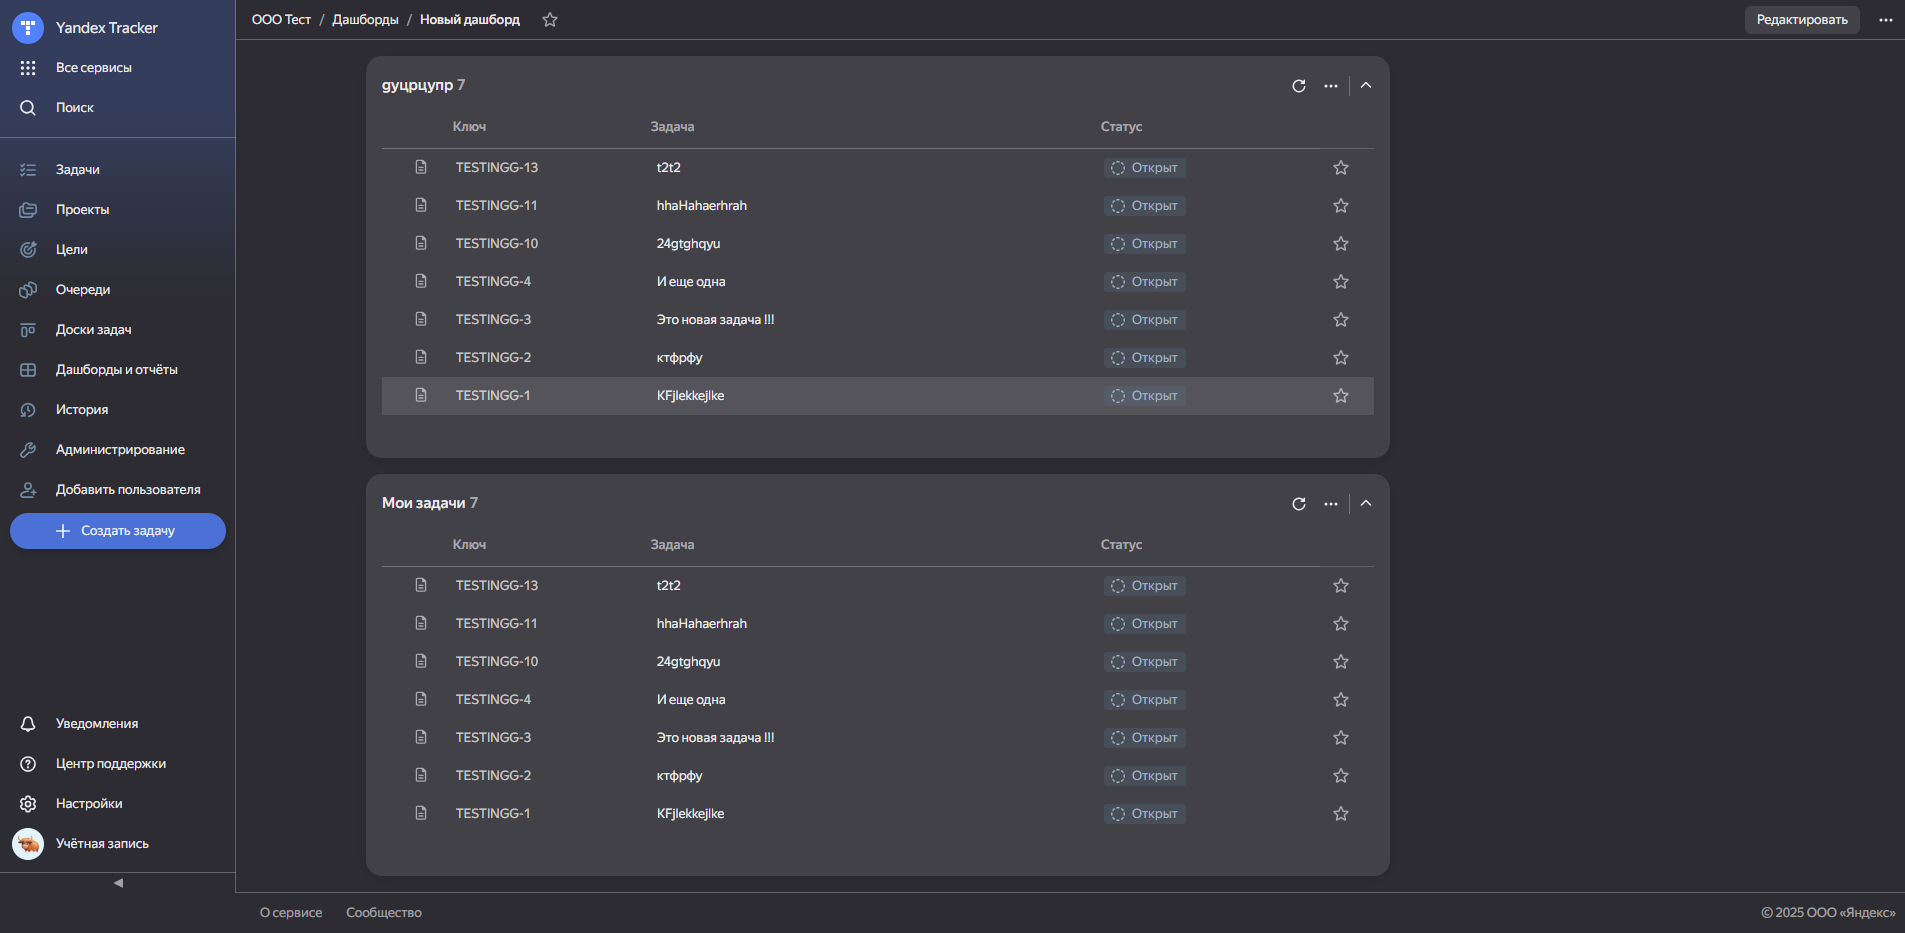 Yandex Tracker
Все сервисы
Поиск
Задачи
Проекты
Цели
Очереди
Доски задач
Дашборды и отчёты
История
Администрирование
Добавить пользователя
Создать задачу
Уведомления
Центр поддержки
Настройки
Учётная запись
ООО Тест / Дашборды / Новый дашборд
Редактировать
дуцрцупр 7
Ключ Задача Статус
TESTINGG-13 t2t2 Открыт
TESTINGG-11 hhaHahaerhrah Открыт
TESTINGG-10 24gtghqyu Открыт
TESTINGG-4 И еще одна Открыт
TESTINGG-3 Это новая задача !!! Открыт
TESTINGG-2 ктфрфу Открыт
TESTINGG-1 KFjlekkejlke Открыт
Мои задачи 7
Ключ Задача Статус
TESTINGG-13 t2t2 Открыт
TESTINGG-11 hhaHahaerhrah Открыт
TESTINGG-10 24gtghqyu Открыт
TESTINGG-4 И еще одна Открыт
TESTINGG-3 Это новая задача !!! Открыт
TESTINGG-2 ктфрфу Открыт
TESTINGG-1 KFjlekkejlke Открыт
О сервисе Сообщество
© 2025 ООО «Яндекс»